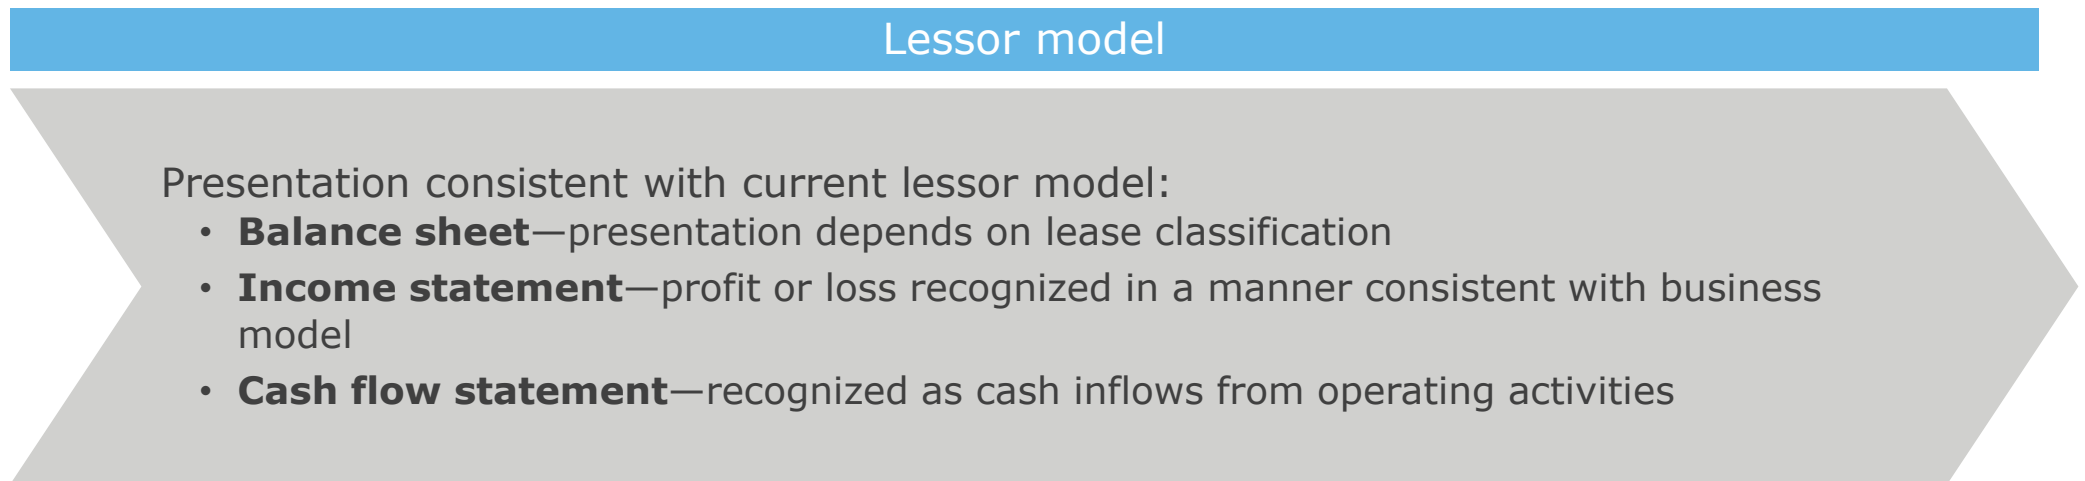 Lessor model
Presentation consistent with current lessor model:
• Balance sheet—presentation depends on lease classification
• Income statement—profit or loss recognized in a manner consistent with business
model
• Cash flow statement—recognized as cash inflows from operating activities